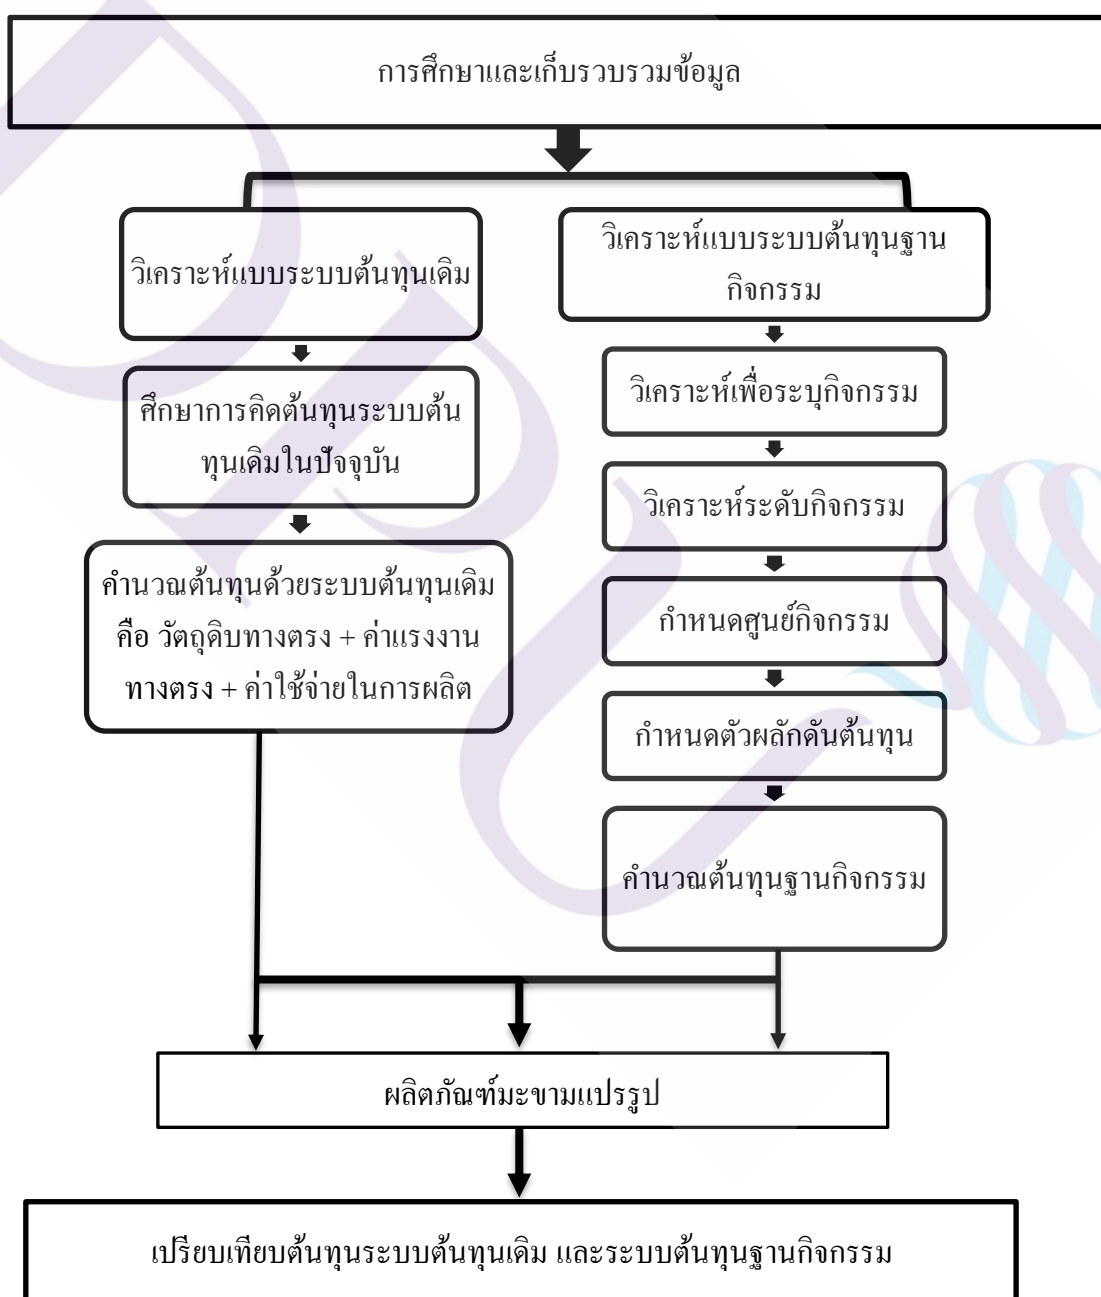 การศึกษาและเก็บรวบรวมข้อมูล
วิเคราะห์แบบระบบต้นทุนเดิม
ศึกษาการคิดต้นทุนระบบต้น
ทุนเดิมในปัจจุบัน
คำนวณต้นทุนด้วยระบบต้นทุนเดิม
คือ วัตถุดิบทางตรง + ค่าแรงงาน
ทางตรง + ค่าใช้จ่ายในการผลิต
วิเคราะห์แบบระบบต้นทุนฐาน
กิจกรรม
วิเคราะห์เพื่อระบุกิจกรรม
วิเคราะห์ระดับกิจกรรม
กำหนดศูนย์กิจกรรม
กำหนดตัวผลักดันต้นทุน
คำนวณต้นทุนฐานกิจกรรม
ผลิตภัณฑ์มะขามแปรรูป
เปรียบเทียบต้นทุนระบบต้นทุนเดิม และระบบต้นทุนฐานกิจกรรม